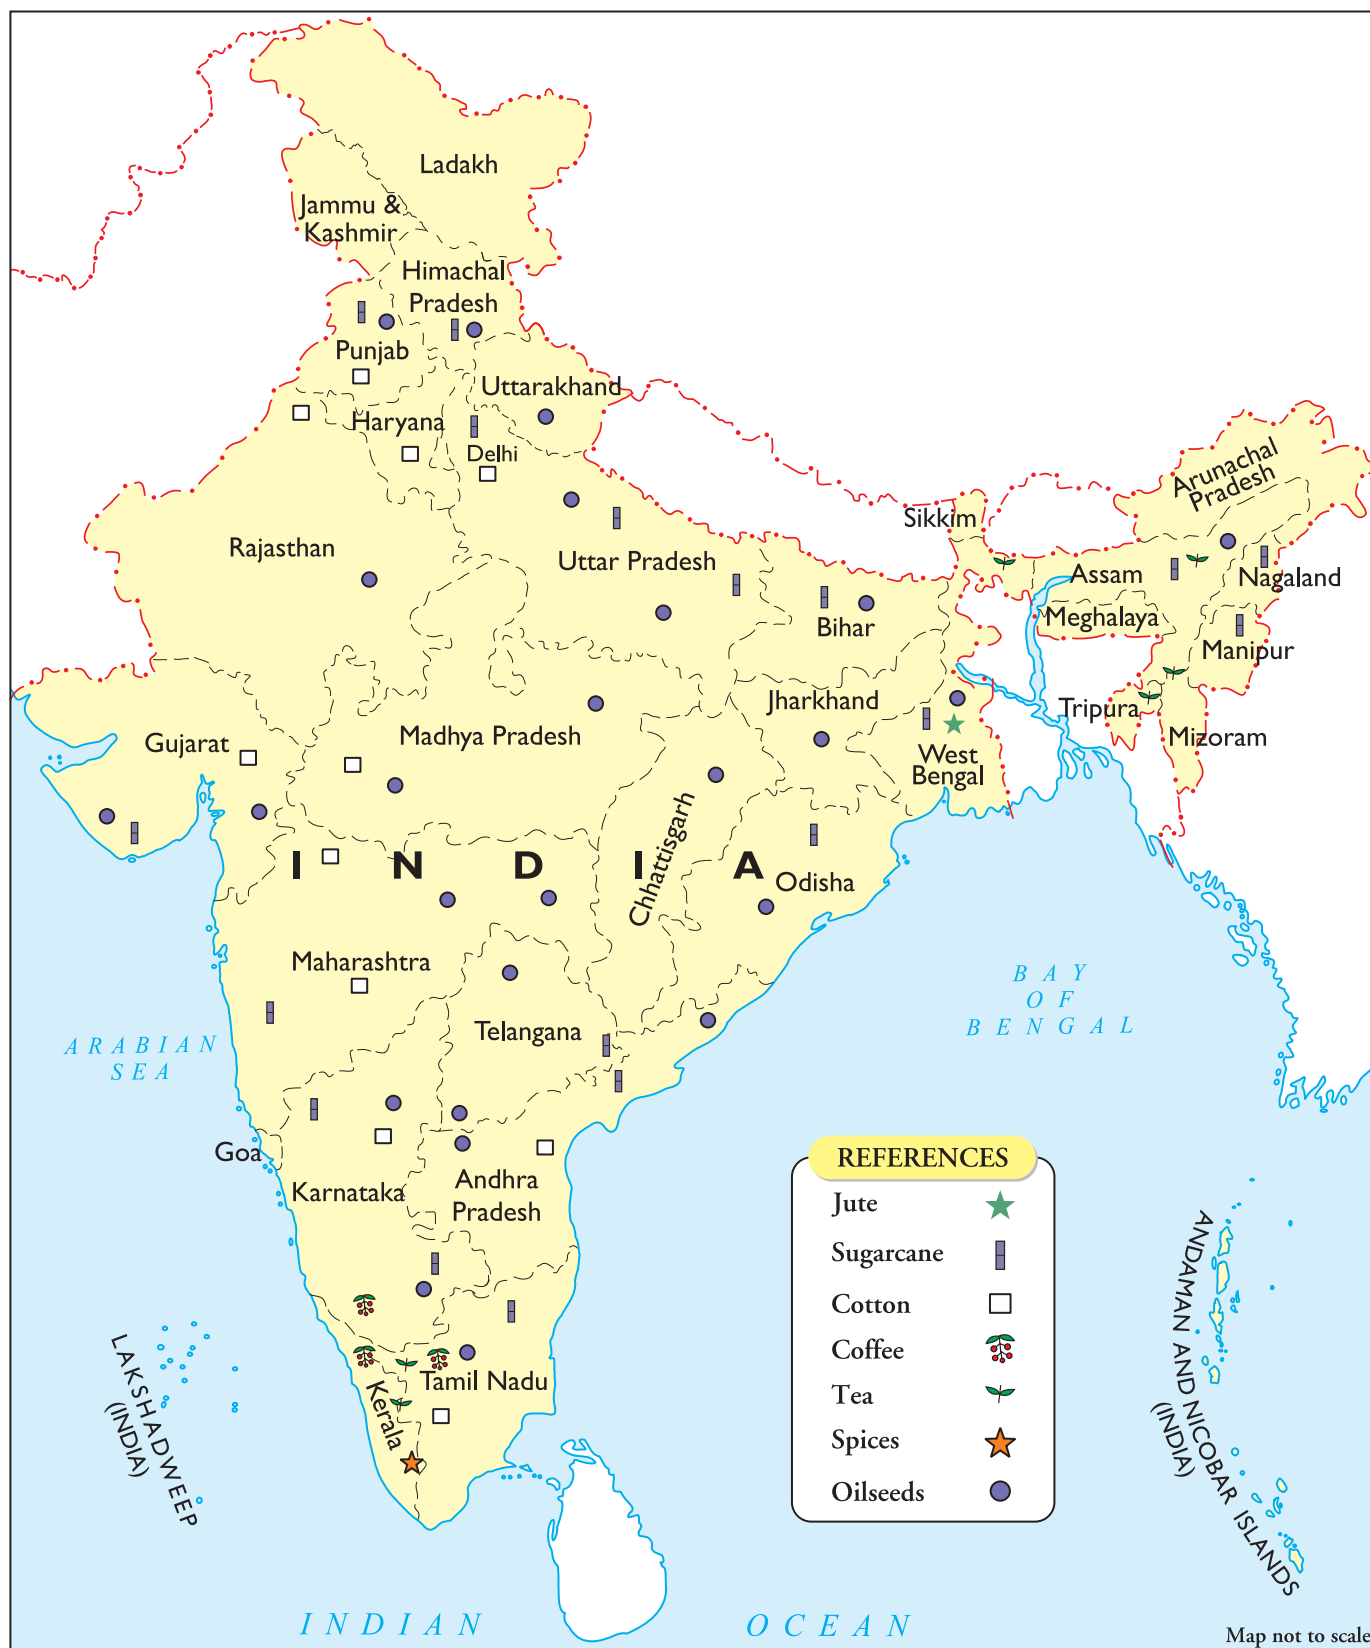 Ladakh
Jammu &
Kashmir
Himachal
Pradesh
Punjab
Uttarakhand
Haryana
Delhi
Arunachal
Pradesh
Sikkim
Rajasthan
Uttar Pradesh
Assam
Nagaland
Meghalaya
Bihar
Manipur
Jharkhand
Tripura
Gujarat
Madhya Pradesh
Mizoram
West
Bengal
Chhattisgarh
INDIA
Odisha
Maharashtra
BAY
OF
BENGAL
Telangana
ARABIAN
SEA
Goa
Karnataka
Andhra
Pradesh
REFERENCES
Jute
Sugarcane
Cotton
Coffee
Tea
Spices
Oilseeds
Tamil Nadu
Kerala
LAKSHADWEEP
(INDIA)
ANDAMAN AND NICOBAR ISLANDS
(INDIA)
INDIAN OCEAN
Map not to scale